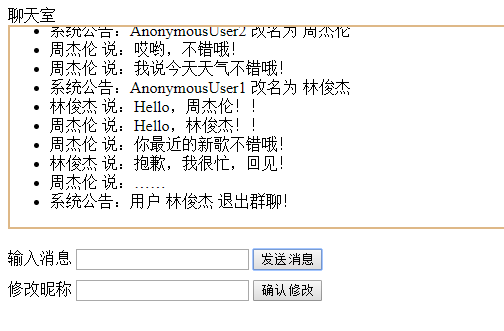 聊天室
系统公告：AnonymousUser2 改名为 周杰伦
周杰伦 说：哎哟，不错哦！
周杰伦 说：我说今天天气不错哦！
系统公告：AnonymousUser1 改名为 林俊杰
林俊杰 说：Hello，周杰伦！！
周杰伦 说：Hello，林俊杰！！
周杰伦 说：你最近的新歌不错哦！
林俊杰 说：抱歉，我很忙，回见！
周杰伦 说：……
系统公告：用户 林俊杰 退出群聊！
输入消息 发送消息
修改昵称 确认修改